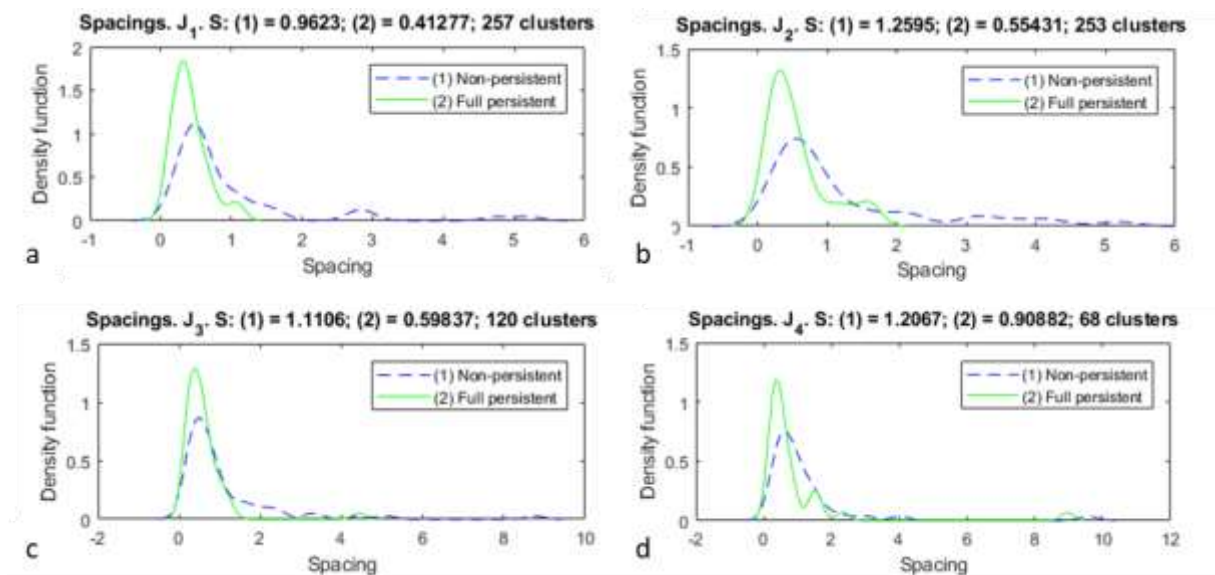 Spacings. J1. S: (1) = 0.9623; (2) = 0.41277; 257 clusters
2
1.5
1
0.5
0
Density function
(1) Non-persistent
(2) Full persistent
-1 0 1 2 3 4 5 6
Spacing
a
Spacings. J2. S: (1) = 1.2595; (2) = 0.55431; 253 clusters
1.5
1
0.5
0
Density function
(1) Non-persistent
(2) Full persistent
-1 0 1 2 3 4 5 6
Spacing
b
Spacings. J3. S: (1) = 1.1106; (2) = 0.59837; 120 clusters
1.5
1
0.5
0
Density function
(1) Non-persistent
(2) Full persistent
-2 0 2 4 6 8 10
Spacing
c
Spacings. J4. S: (1) = 1.2067; (2) = 0.90882; 68 clusters
1.5
1
0.5
0
Density function
(1) Non-persistent
(2) Full persistent
-2 0 2 4 6 8 10 12
Spacing
d